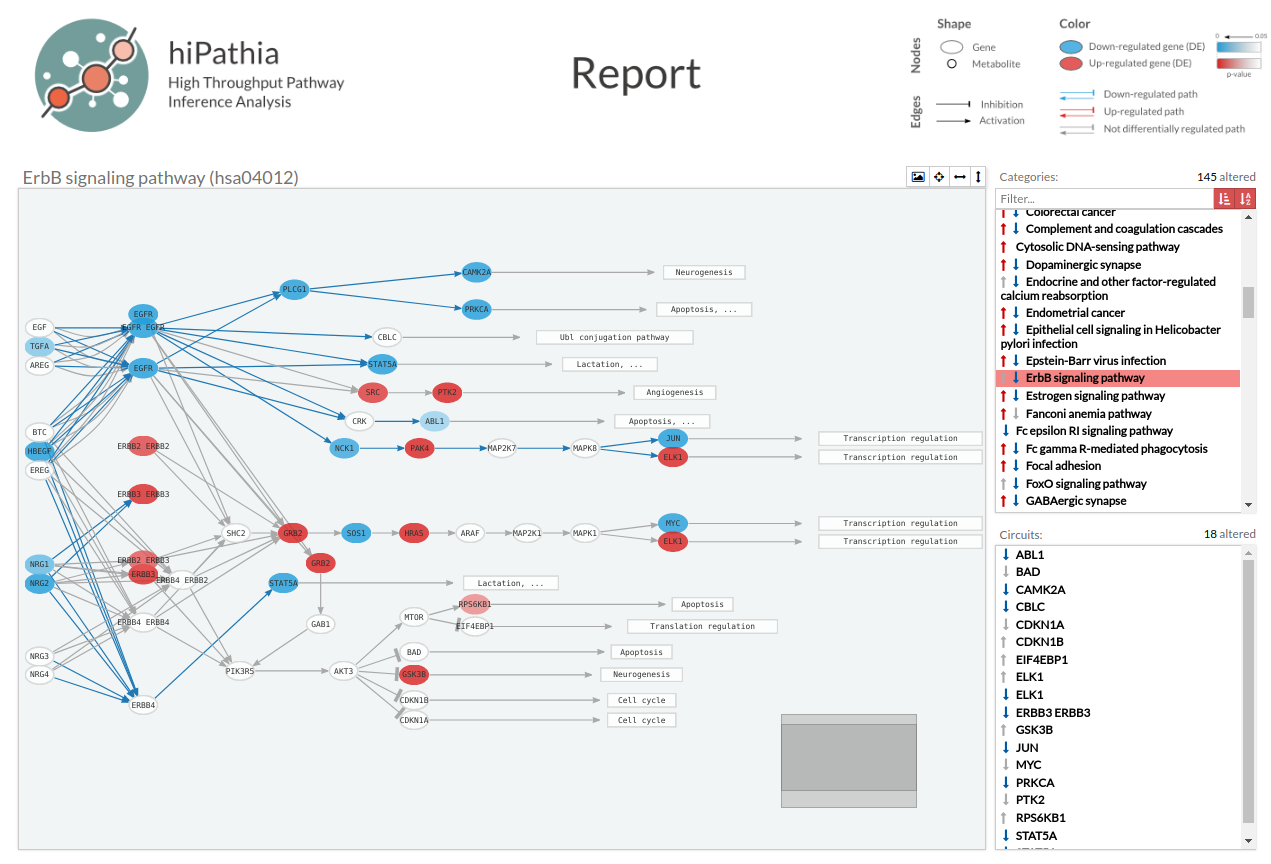 hiPathia
High Throughput Pathway
Inference Analysis
Report
Shape
Color
Nodes
Gene
Metabolite
Down-regulated gene (DE)
Up-regulated gene (DE)
0
0.05
p-value
Edges
Inhibition
Activation
Down-regulated path
Up-regulated path
Not differentially regulated path
ErbB signaling pathway (hsa04012)
CAMK2A
Neurogenesis
PLCG1
PRKCA
Apoptosis, ...
EGFR
EGF
EGFR EGFR
CBLC
Ubl conjugation pathway
TGFA
AREG
EGFR
STAT5A
Lactation, ...
SRC
PTK2
Angiogenesis
CRK
ABL1
Apoptosis, ...
BTC
HBEGF
EREG
ERBB2 ERBB2
NCK1
PAK4
MAP2K7
MAPK8
JUN
Transcription regulation
ELK1
Transcription regulation
ERBB3 ERBB3
SHC2
GRB2
SOS1
HRAS
ARAF
MAP2K1
MAPK1
MYC
Transcription regulation
ELK1
Transcription regulation
NRG1
NRG2
ERBB2 ERBB3
ERBB3
ERBB4 ERBB2
GRB2
STAT5A
Lactation, ...
RPS6KB1
Apoptosis
MTOR
EIF4EBP1
Translation regulation
ERBB4 ERBB4
GAB1
NRG3
NRG4
PIK3R5
AKT3
BAD
Apoptosis
GSK3B
Neurogenesis
CDKN1B
Cell cycle
CDKN1A
Cell cycle
ERBB4
Categories:
145 altered
Filter...
Colorectal cancer
Complement and coagulation cascades
Cytosolic DNA-sensing pathway
Dopaminergic synapse
Endocrine and other factor-regulated
calcium reabsorption
Endometrial cancer
Epithelial cell signaling in Helicobacter
pylori infection
Epstein-Barr virus infection
ErbB signaling pathway
Estrogen signaling pathway
Fanconi anemia pathway
Fc epsilon RI signaling pathway
Fc gamma R-mediated phagocytosis
Focal adhesion
FoxO signaling pathway
GABAergic synapse
Circuits:
18 altered
ABL1
BAD
CAMK2A
CBLC
CDKN1A
CDKN1B
EIF4EBP1
ELK1
ELK1
ERBB3 ERBB3
GSK3B
JUN
MYC
PRKCA
PTK2
RPS6KB1
STAT5A